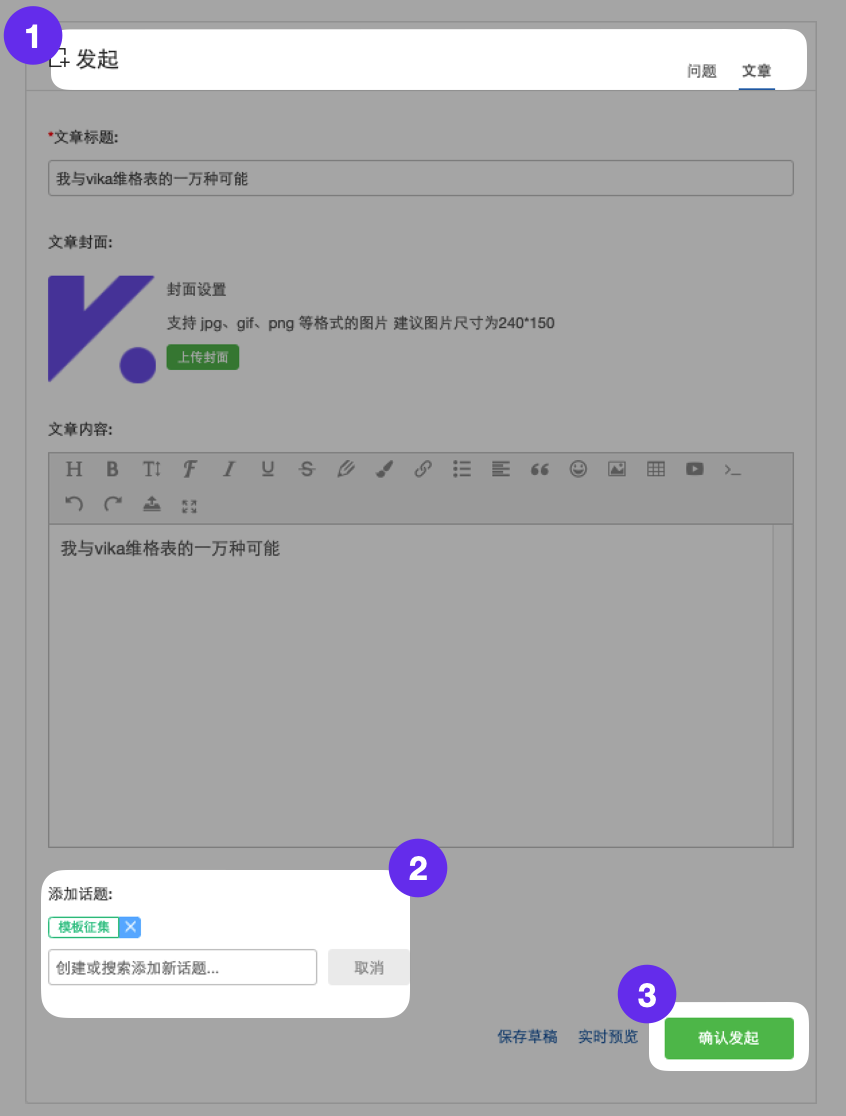 1
发起
问题 文章
*文章标题:
我与vika维格表的一万种可能
文章封面:
封面设置
支持 jpg、gif、png 等格式的图片 建议图片尺寸为240*150
上传封面
文章内容:
我与vika维格表的一万种可能
2
添加话题:
模板征集
创建或搜索添加新话题... 取消
3
保存草稿 实时预览 确认发起